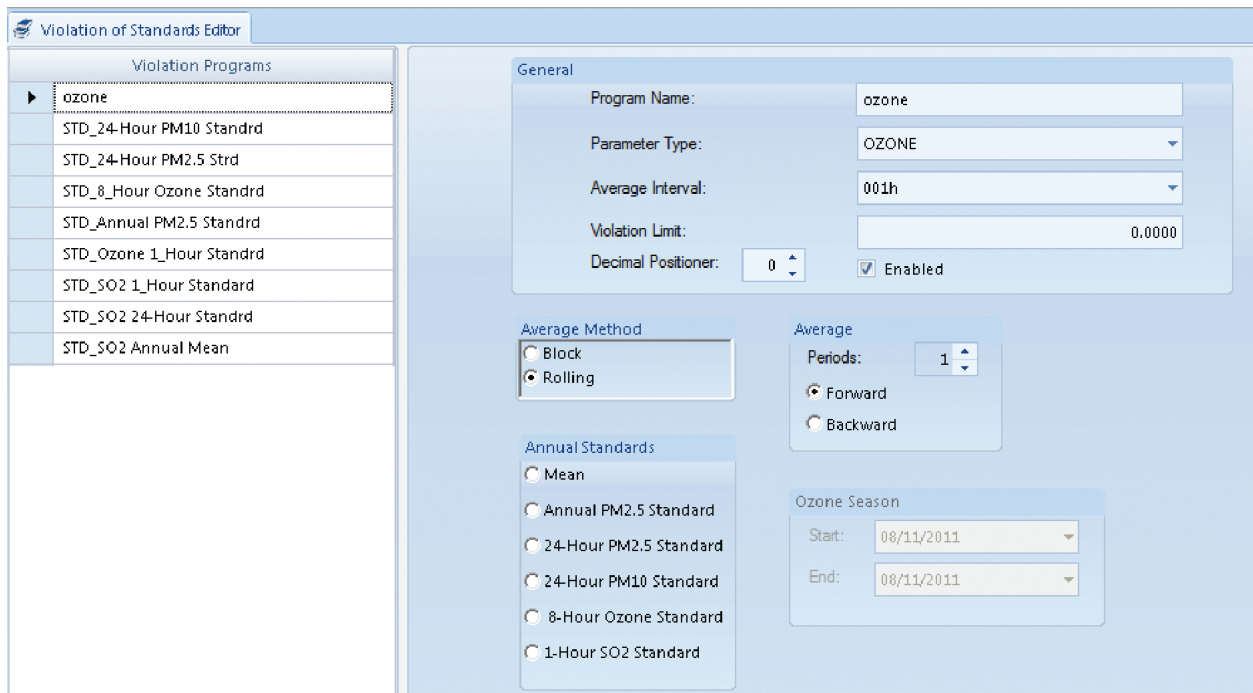 Violation of Standards Editor
Violation Programs
ozone
STD_24-Hour PM10 Standrd
STD_24-Hour PM2.5 Strd
STD_8_Hour Ozone Standrd
STD_Annual PM2.5 Standrd
STD_Ozone 1_Hour Standrd
STD_SO2 1_Hour Standard
STD_SO2 24-Hour Standrd
STD_SO2 Annual Mean
General
Program Name: ozone
Parameter Type: OZONE
Average Interval: 001h
Violation Limit: 0.0000
Decimal Positioner: 0 Enabled
Average Method
Block
Rolling
Average
Periods: 1
Forward
Backward
Annual Standards
Mean
Annual PM2.5 Standard
24-Hour PM2.5 Standard
24-Hour PM10 Standard
8-Hour Ozone Standard
1-Hour SO2 Standard
Ozone Season
Start: 08/11/2011
End: 08/11/2011